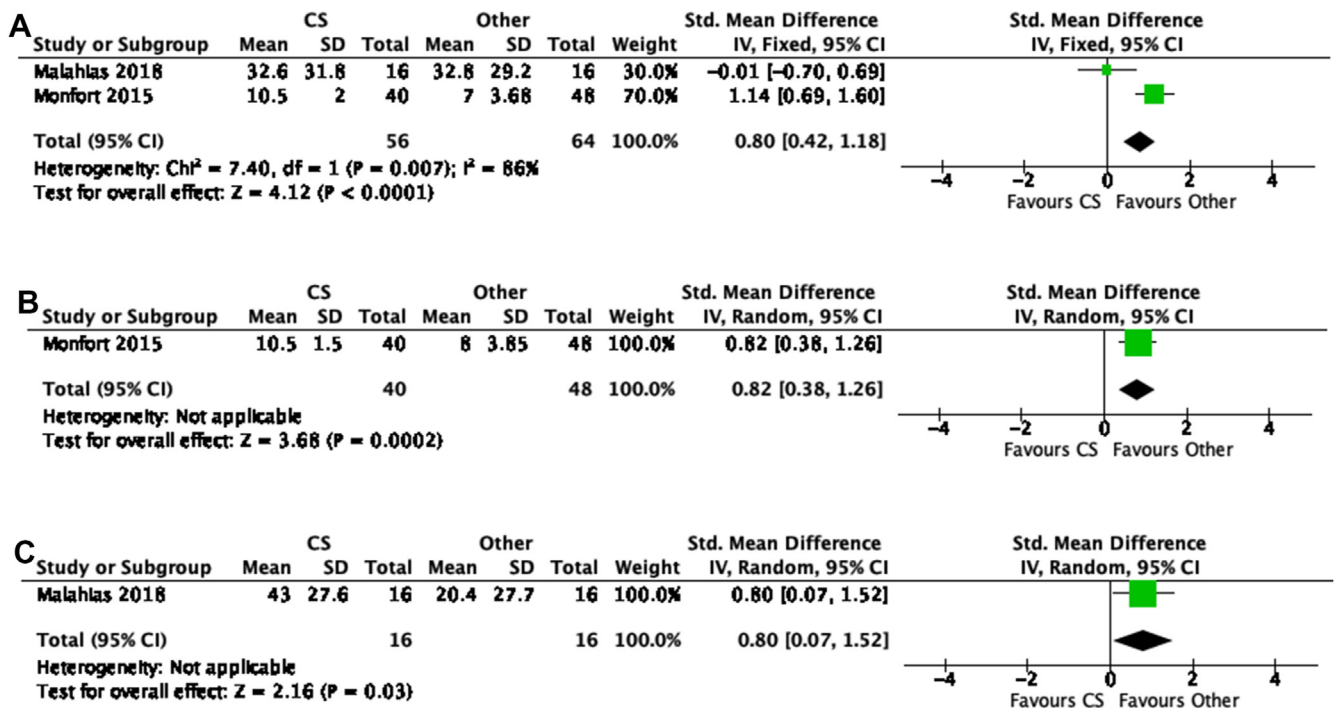 A
CS Other Std. Mean Difference Std. Mean Difference
Study or Subgroup Mean SD Total Mean SD Total Weight IV, Fixed, 95% CI IV, Fixed, 95% CI
Malahias 2018 32.6 31.8 16 32.8 29.2 16 30.0% −0.01 [−0.70, 0.69]
Monfort 2015 10.5 2 40 7 3.68 48 70.0% 1.14 [0.69, 1.60]
Total (95% CI) 56 64 100.0% 0.80 [0.42, 1.18]
Heterogeneity: Chi² = 7.40, df = 1 (P = 0.007); I² = 86%
Test for overall effect: Z = 4.12 (P < 0.0001)
−4 −2 0 2 4
Favours CS Favours Other
B
CS Other Std. Mean Difference Std. Mean Difference
Study or Subgroup Mean SD Total Mean SD Total Weight IV, Random, 95% CI IV, Random, 95% CI
Monfort 2015 10.5 1.5 40 8 3.85 48 100.0% 0.82 [0.38, 1.26]
Total (95% CI) 40 48 100.0% 0.82 [0.38, 1.26]
Heterogeneity: Not applicable
Test for overall effect: Z = 3.68 (P = 0.0002)
−4 −2 0 2 4
Favours CS Favours Other
C
CS Other Std. Mean Difference Std. Mean Difference
Study or Subgroup Mean SD Total Mean SD Total Weight IV, Random, 95% CI IV, Random, 95% CI
Malahias 2018 43 27.6 16 20.4 27.7 16 100.0% 0.80 [0.07, 1.52]
Total (95% CI) 16 16 100.0% 0.80 [0.07, 1.52]
Heterogeneity: Not applicable
Test for overall effect: Z = 2.16 (P = 0.03)
−4 −2 0 2 4
Favours CS Favours Other